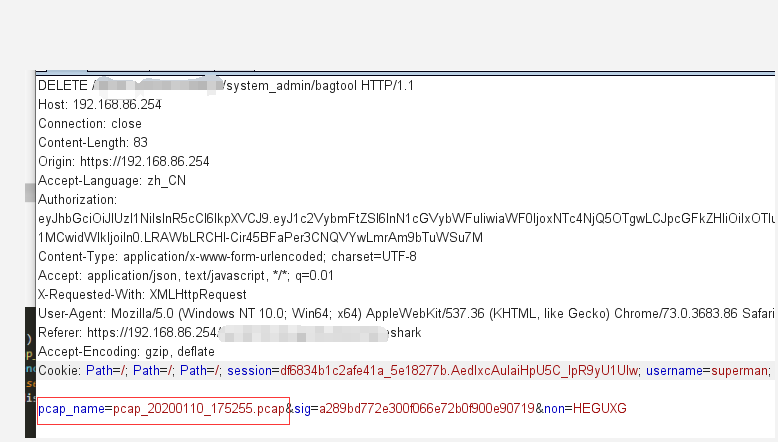 DELETE / /system_admin/bagtool HTTP/1.1
Host: 192.168.86.254
Connection: close
Content-Length: 83
Origin: https://192.168.86.254
Accept-Language: zh_CN
Authorization:
eyJhbGciOiJIUzI1NiIsInR5cCI6IkpXVCJ9.eyJ1c2VybmFtZSI6InN1cGVybWFuIiwiaWF0IjoxNTc4NjQ5OTgwLCJpcGFkZHIiOiIxOTIu
1MCwidWlkIjoiIn0.LRAWbLRCHI-Cir45BFaPer3CNQVYwLmrAm9bTuWSu7M
Content-Type: application/x-www-form-urlencoded; charset=UTF-8
Accept: application/json, text/javascript, */*; q=0.01
X-Requested-With: XMLHttpRequest
User-Agent: Mozilla/5.0 (Windows NT 10.0; Win64; x64) AppleWebKit/537.36 (KHTML, like Gecko) Chrome/73.0.3683.86 Safari
Referer: https://192.168.86.254/ eshark
Accept-Encoding: gzip, deflate
Cookie: Path=/; Path=/; Path=/; session=df6834b1c2afe41a_5e18277b.AedIxcAulaiHpU5C_lpR9yU1UIw; username=superman;
pcap_name=pcap_20200110_175255.pcap&sig=a289bd772e300f066e72b0f900e90719&non=HEGUXG